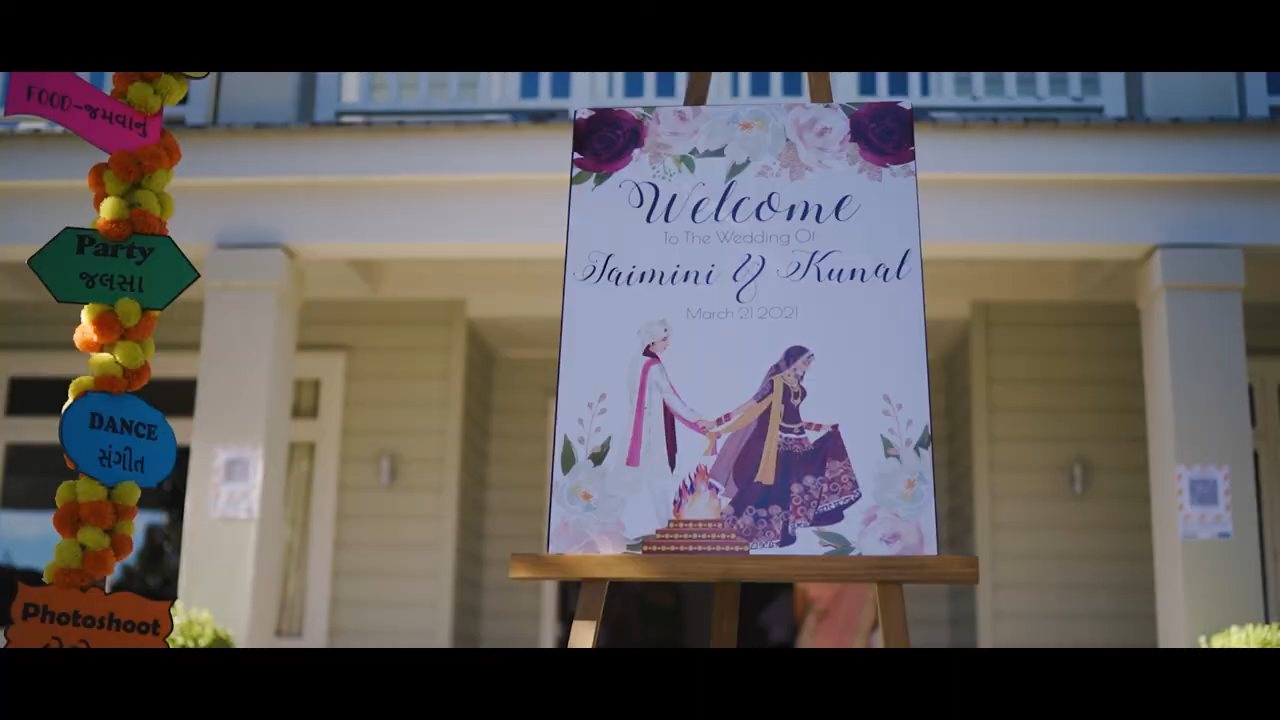 FOOD-જમવાનું
Party
જલસા
DANCE
સંગીત
Photoshoot
Welcome
To The Wedding Of
Jaimini & Kunal
March 21 2021